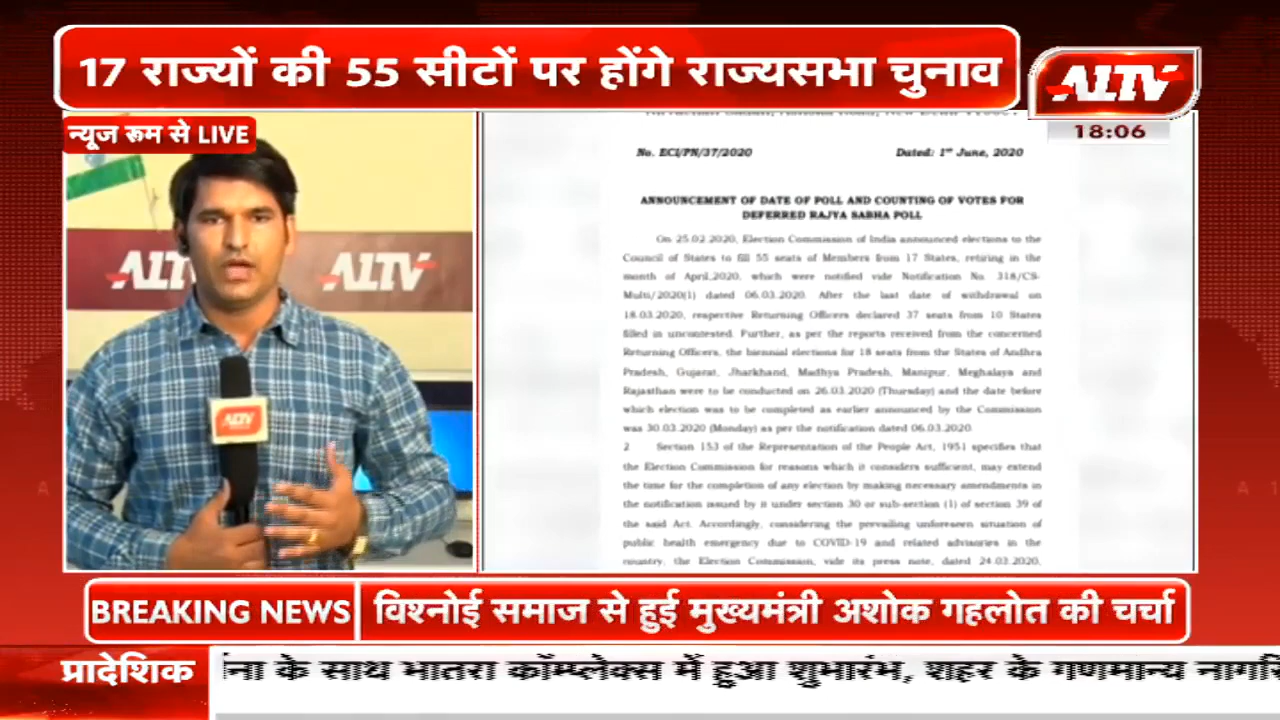 17 राज्यों की 55 सीटों पर होंगे राज्यसभा चुनाव
A1TV
18:06
न्यूज रूम से LIVE
A1TV
A1TV
A1TV
No. ECI/PN/37/2020 Dated: 1st June, 2020
ANNOUNCEMENT OF DATE OF POLL AND COUNTING OF VOTES FOR
DEFERRED RAJYA SABHA POLL
On 25.02.2020, Election Commission of India announced elections to the
Council of States to fill 55 seats of Members from 17 States, retiring in the
month of April,2020, which were notified vide Notification No. 318/CS-
Multi/2020(1) dated 06.03.2020. After the last date of withdrawal on
18.03.2020, respective Returning Officers declared 37 seats from 10 States
filled in uncontested. Further, as per the reports received from the concerned
Returning Officers, the biennial elections for 18 seats from the States of Andhra
Pradesh, Gujarat, Jharkhand, Madhya Pradesh, Manipur, Meghalaya and
Rajasthan were to be conducted on 26.03.2020 (Thursday) and the date before
which election was to be completed as earlier announced by the Commission
was 30.03.2020 (Monday) as per the notification dated 06.03.2020.
2 Section 153 of the Representation of the People Act, 1951 specifies that
the Election Commission for reasons which it considers sufficient, may extend
the time for the completion of any election by making necessary amendments in
the notification issued by it under section 30 or sub-section (1) of section 39 of
the said Act. Accordingly, considering the prevailing unforeseen situation of
public health emergency due to COVID-19 and related advisories in the
country, the Election Commission, vide its press note, dated 24.03.2020,
BREAKING NEWS विश्नोई समाज से हुई मुख्यमंत्री अशोक गहलोत की चर्चा
प्रादेशिक के साथ भातरा कॉम्प्लेक्स में हुआ शुभारंभ, शहर के गणमान्य